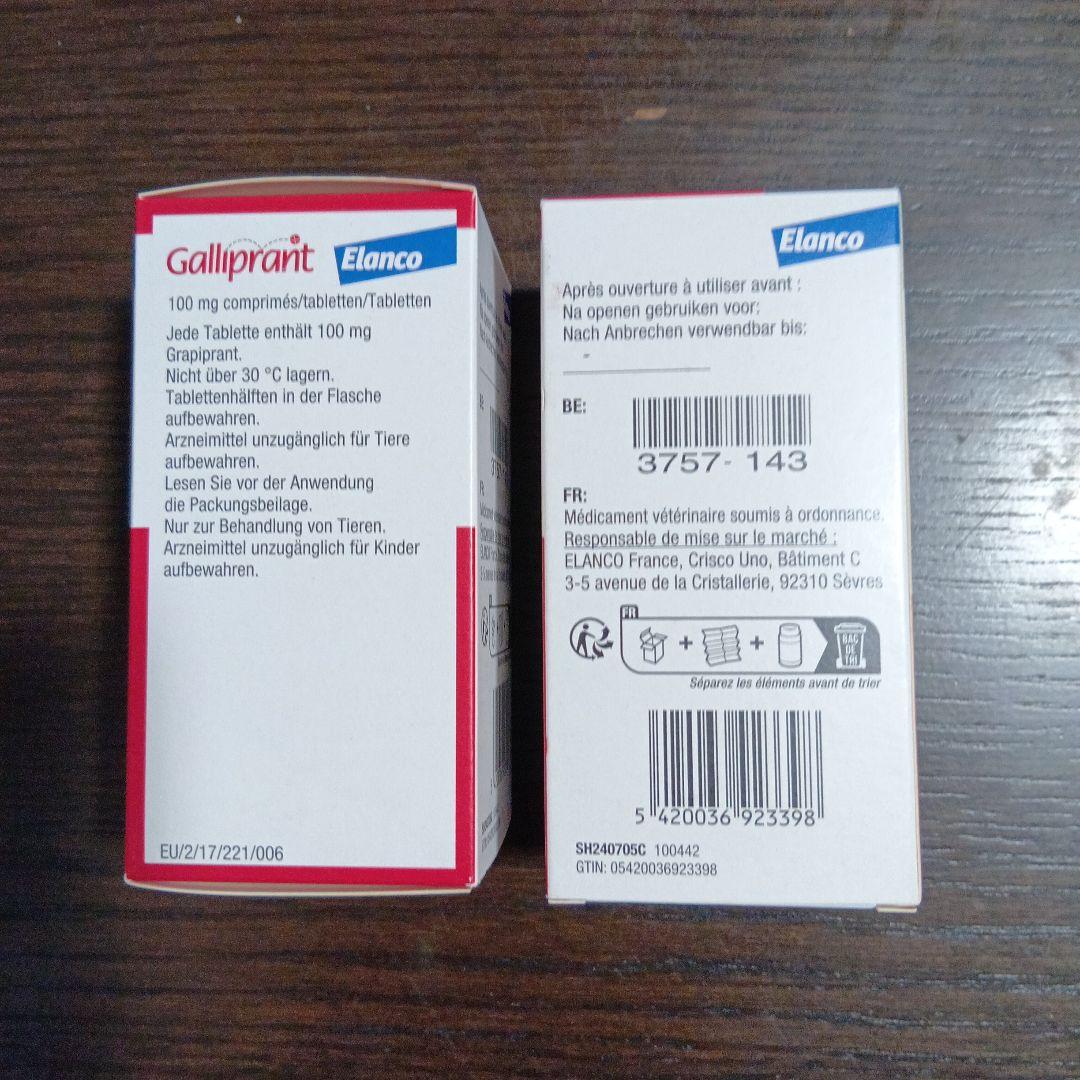 Galliprant Elanco
100 mg comprimés/tabletten/Tabletten
Jede Tablette enthält 100 mg
Grapiprant.
Nicht über 30 °C lagern.
Tablettenhälften in der Flasche
aufbewahren.
Arzneimittel unzugänglich für Tiere
aufbewahren.
Lesen Sie vor der Anwendung
die Packungsbeilage.
Nur zur Behandlung von Tieren.
Arzneimittel unzugänglich für Kinder
aufbewahren.
EU/2/17/221/006
Elanco
Après ouverture à utiliser avant :
Na openen gebruiken voor:
Nach Anbrechen verwendbar bis:
BE:
3757- 143
FR:
Médicament vétérinaire soumis à ordonnance.
Responsable de mise sur le marché :
ELANCO France, Crisco Uno, Bâtiment C
3-5 avenue de la Cristallerie, 92310 Sèvres
FR
+ +
BAC
DE
TRI
Séparez les éléments avant de trier
5 420036 923398
SH240705C 100442
GTIN: 05420036923398